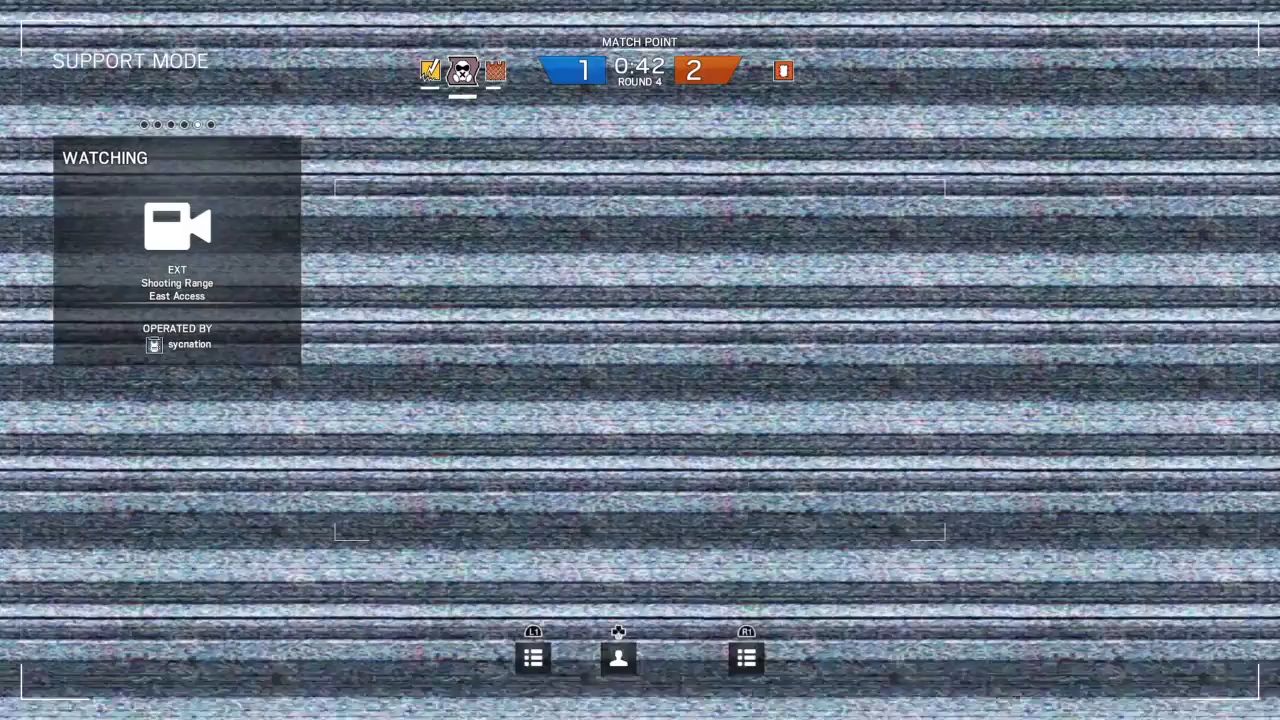 SUPPORT MODE
MATCH POINT
1
0:42
2
ROUND 4
WATCHING
EXT
Shooting Range
East Access
OPERATED BY
sycnation
L1
R1